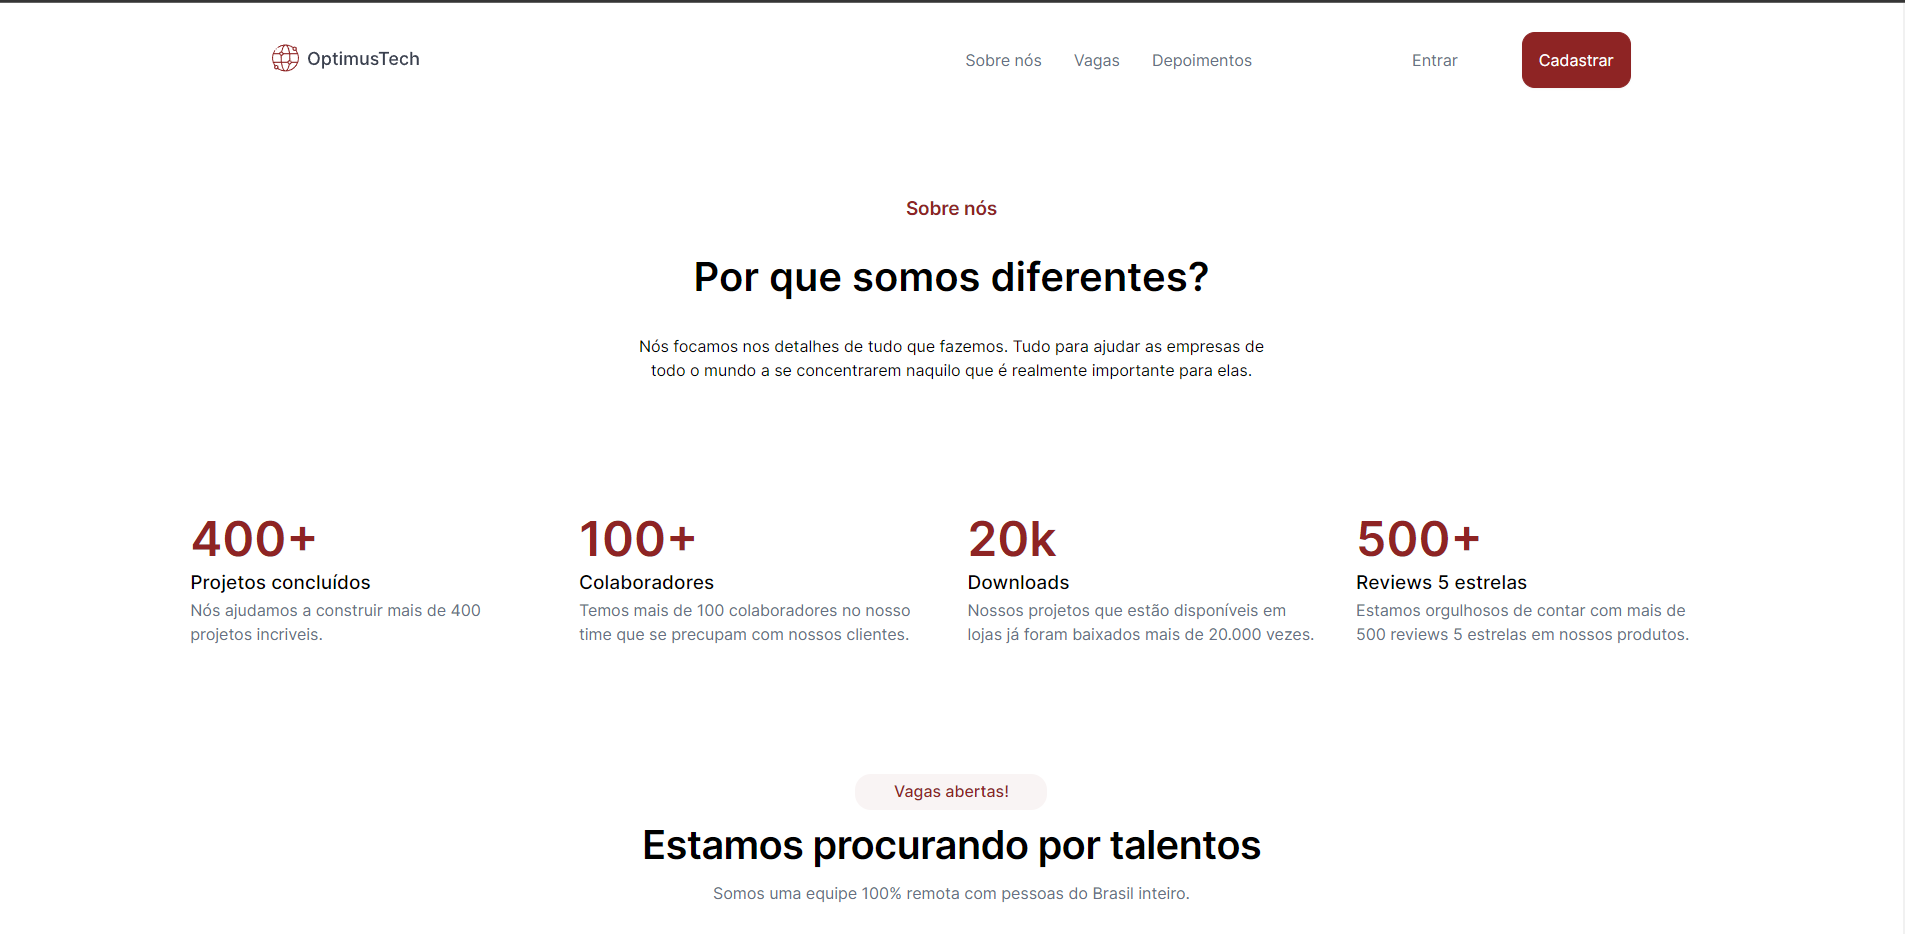 OptimusTech
Sobre nós
Vagas
Depoimentos
Entrar
Cadastrar
Sobre nós
Por que somos diferentes?
Nós focamos nos detalhes de tudo que fazemos. Tudo para ajudar as empresas de
todo o mundo a se concentrarem naquilo que é realmente importante para elas.
400+
Projetos concluídos
Nós ajudamos a construir mais de 400
projetos incriveis.
100+
Colaboradores
Temos mais de 100 colaboradores no nosso
time que se precupam com nossos clientes.
20k
Downloads
Nossos projetos que estão disponíveis em
lojas já foram baixados mais de 20.000 vezes.
500+
Reviews 5 estrelas
Estamos orgulhosos de contar com mais de
500 reviews 5 estrelas em nossos produtos.
Vagas abertas!
Estamos procurando por talentos
Somos uma equipe 100% remota com pessoas do Brasil inteiro.